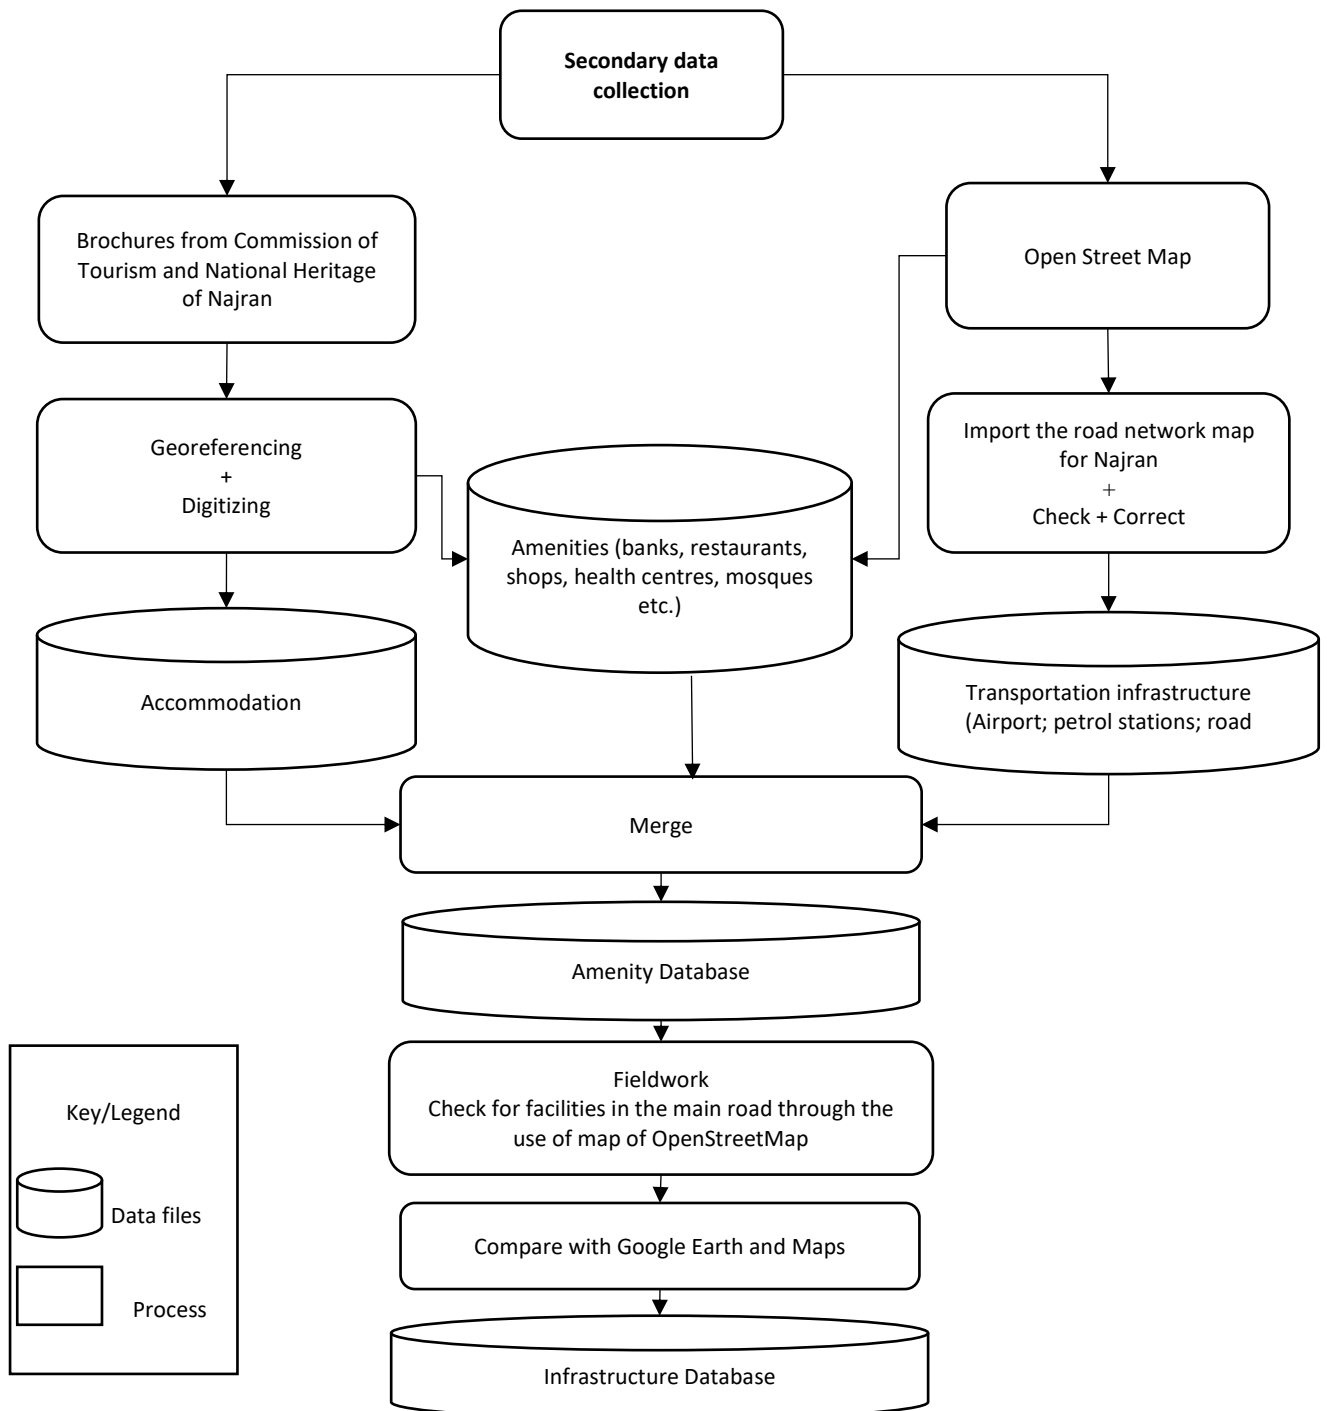 Secondary data
collection
Brochures from Commission of
Tourism and National Heritage
of Najran
Open Street Map
Georeferencing
+
Digitizing
Import the road network map
for Najran
+
Check + Correct
Amenities (banks, restaurants,
shops, health centres, mosques
etc.)
Accommodation
Transportation infrastructure
(Airport; petrol stations; road
Merge
Amenity Database
Fieldwork
Check for facilities in the main road through the
use of map of OpenStreetMap
Compare with Google Earth and Maps
Infrastructure Database
Key/Legend
Data files
Process